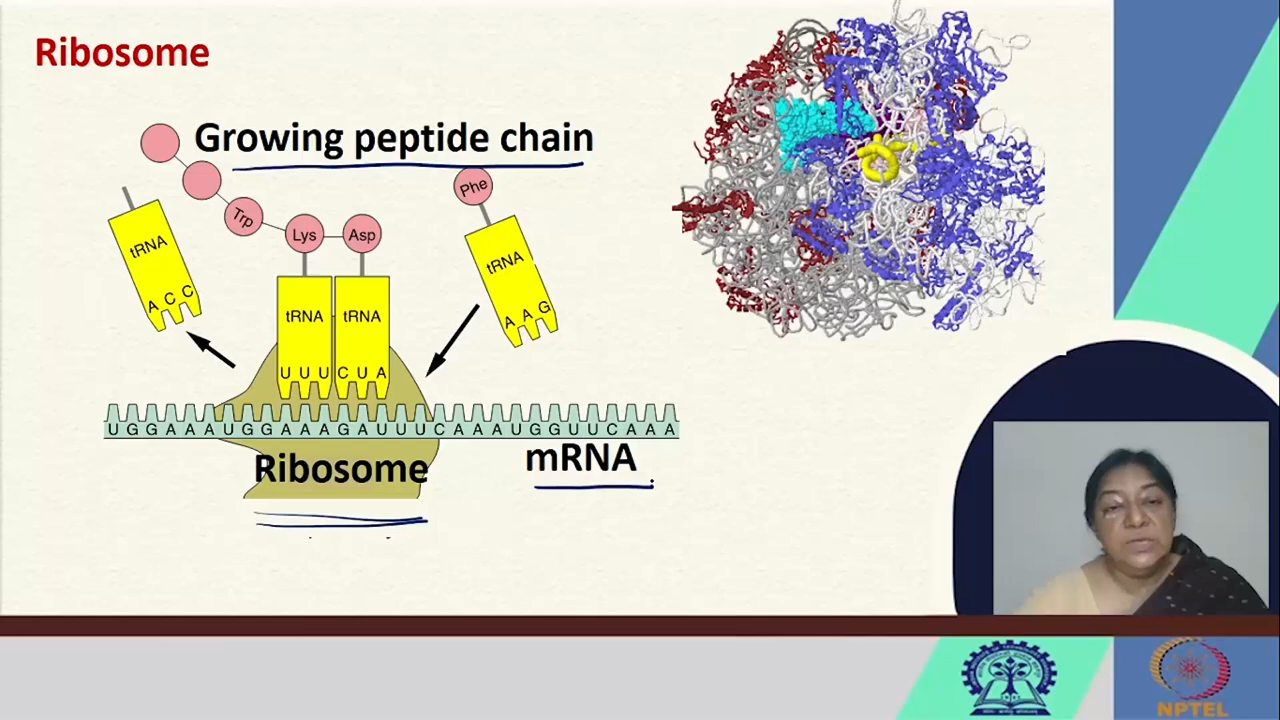 Ribosome
Growing peptide chain
Phe
Trp
Lys
Asp
tRNA
tRNA
tRNA
tRNA
A C C
A A G
U U U
C U A
U G G A A A U G G A A A G A U U U C A A A U G G U U C A A A
Ribosome
mRNA
NPTEL